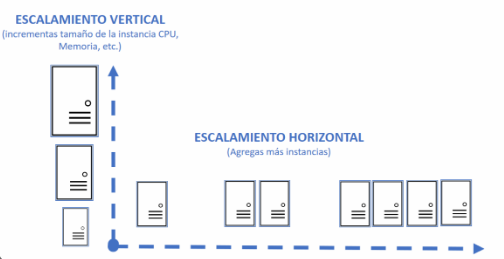 ESCALAMIENTO VERTICAL
(incrementas tamaño de la instancia CPU,
Memoria, etc.)
ESCALAMIENTO HORIZONTAL
(Agregas más instancias)